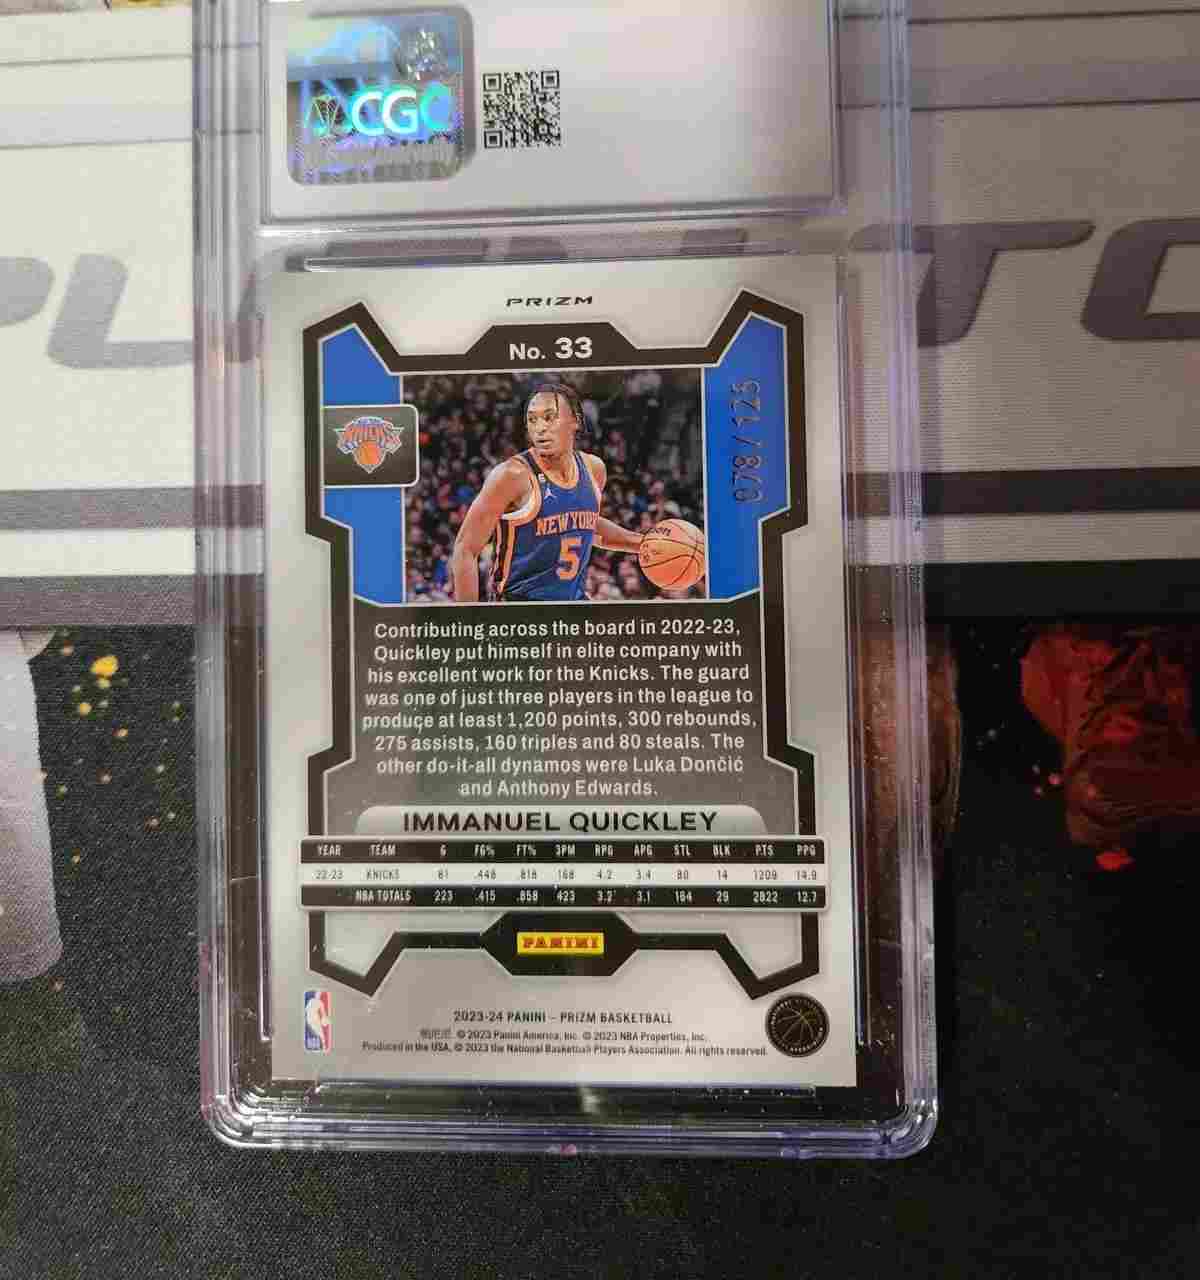 CGC
PRIZM
No. 33
KNICKS
078/125
NEW YORK
5
Contributing across the board in 2022-23,
Quickley put himself in elite company with
his excellent work for the Knicks. The guard
was one of just three players in the league to
produce at least 1,200 points, 300 rebounds,
275 assists, 160 triples and 80 steals. The
other do-it-all dynamos were Luka Dončić
and Anthony Edwards.
IMMANUEL QUICKLEY
YEAR TEAM G FG% FT% 3PM RPG APG STL BLK PTS PPG
22-23 KNICKS 81 .448 .818 168 4.2 3.4 80 14 1209 14.9
NBA TOTALS 223 .415 .858 423 3.2 3.1 164 29 2822 12.7
PANINI
NBA
2023-24 PANINI – PRIZM BASKETBALL
© 2023 Panini America, Inc. © 2023 NBA Properties, Inc.
Produced in the USA, © 2023 the National Basketball Players Association. All rights reserved.